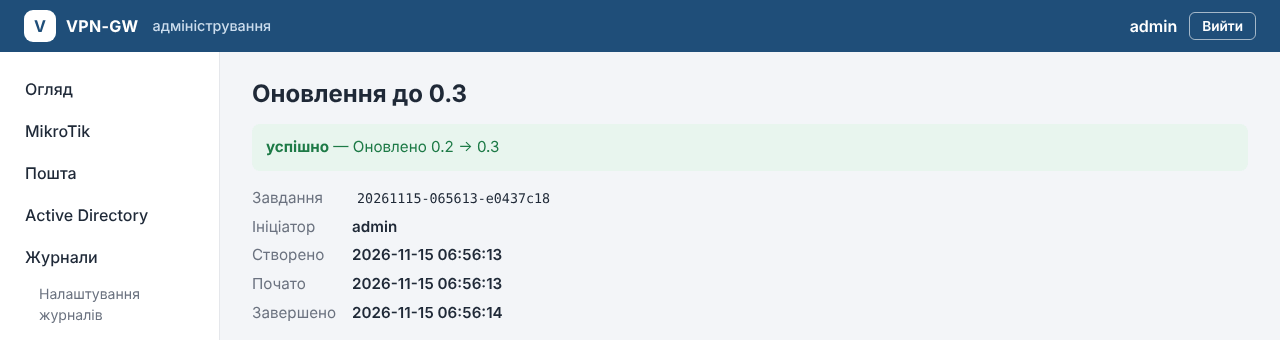 V VPN-GW адміністрування admin Вийти
Огляд
MikroTik
Пошта
Active Directory
Журнали
Налаштування
журналів
Оновлення до 0.3
успішно — Оновлено 0.2 → 0.3
Завдання 20261115-065613-e0437c18
Ініціатор admin
Створено 2026-11-15 06:56:13
Почато 2026-11-15 06:56:13
Завершено 2026-11-15 06:56:14